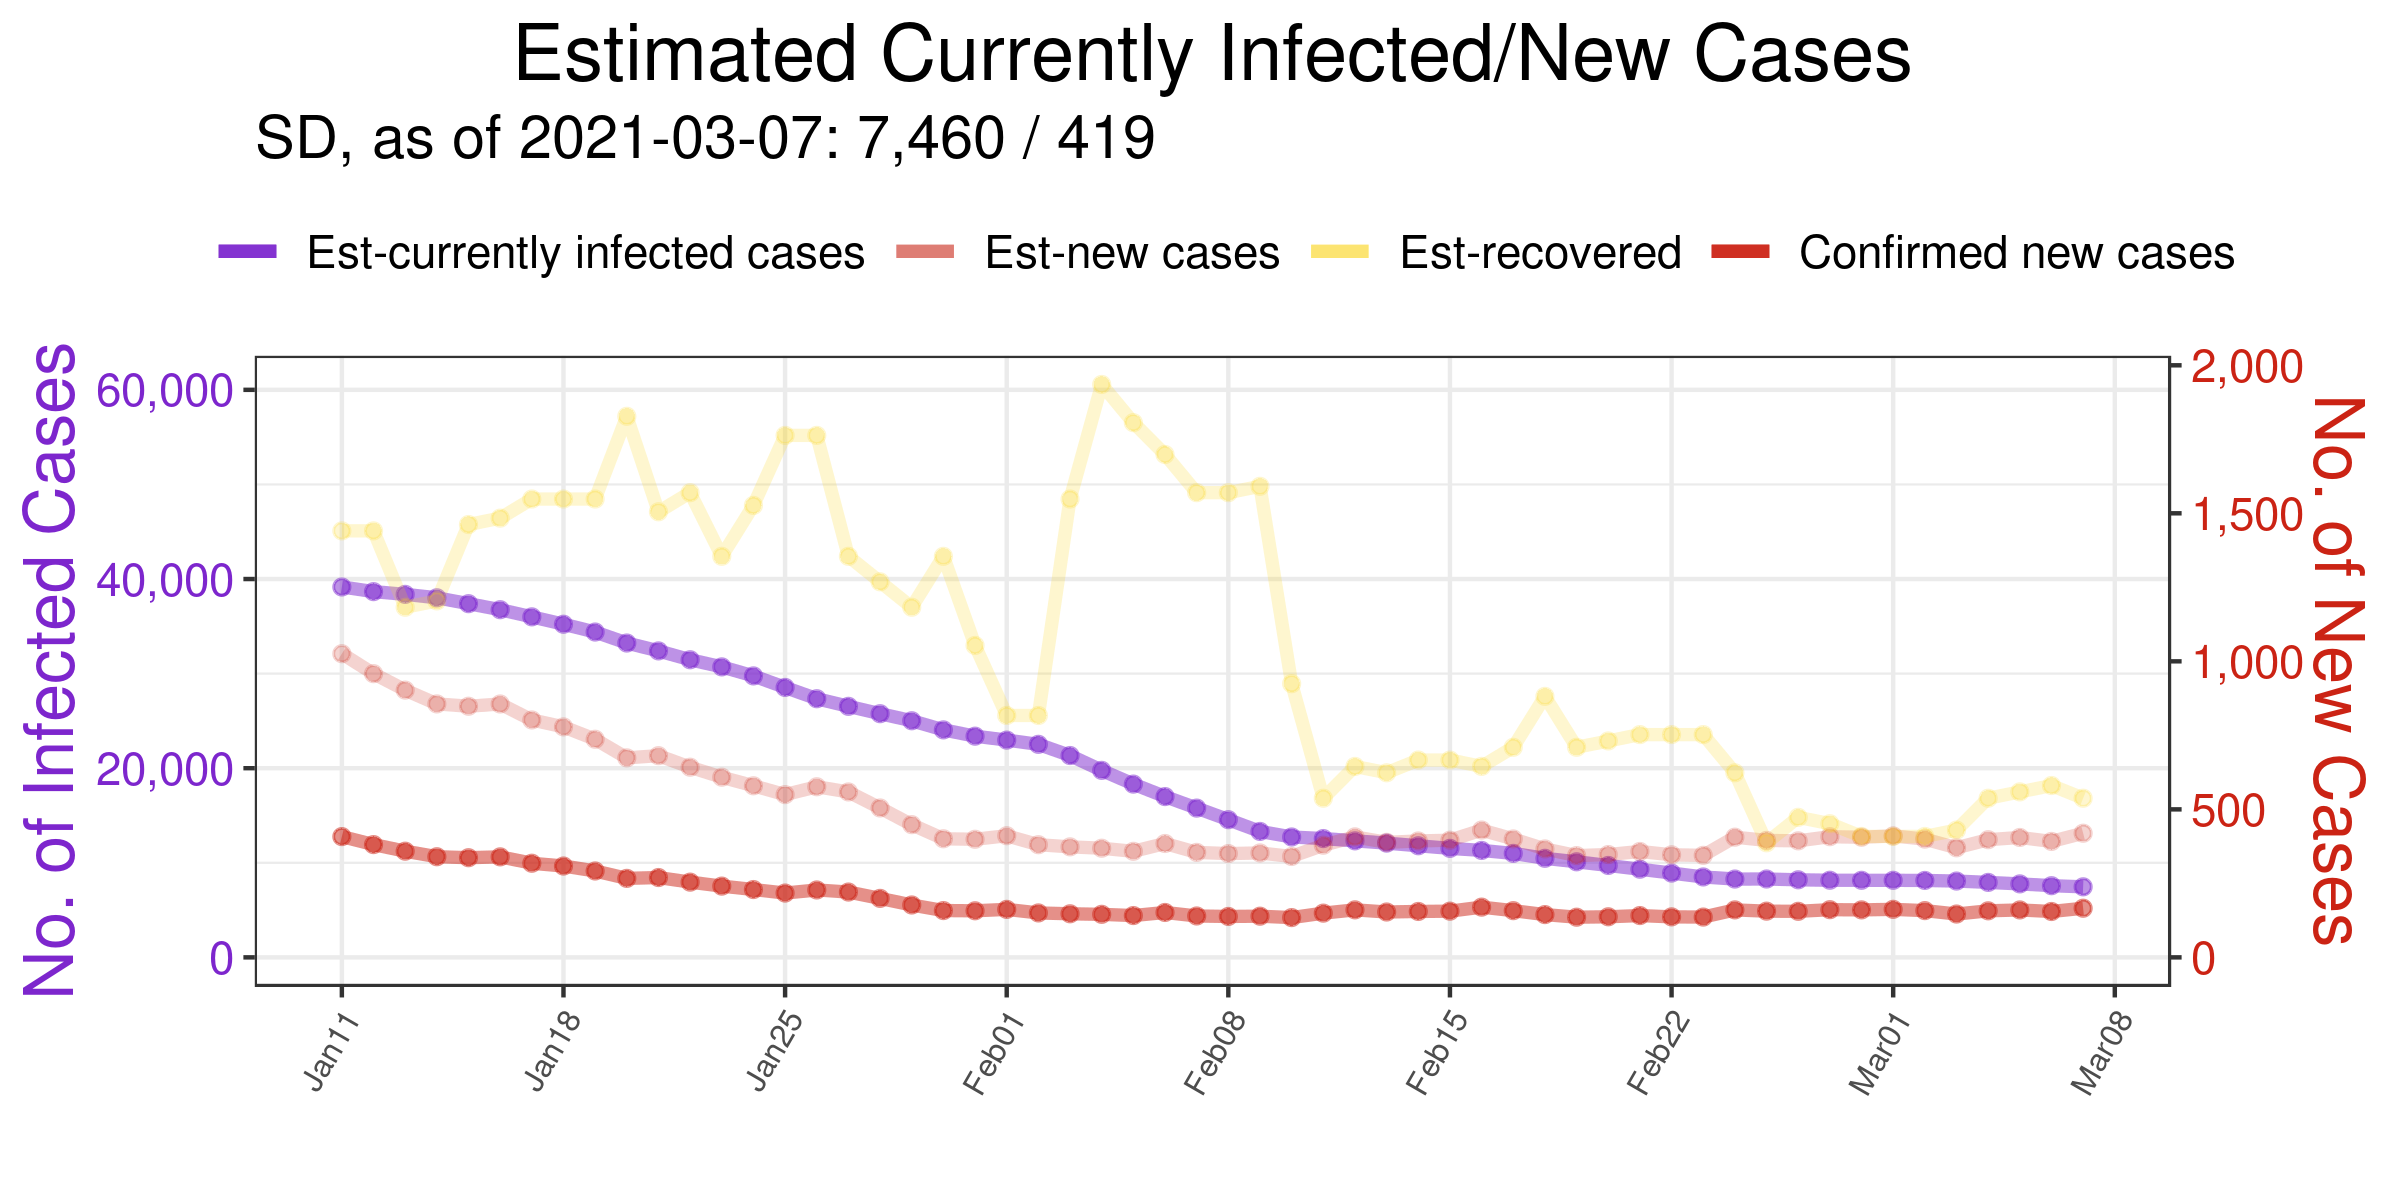 Estimated Currently Infected/New Cases
SD, as of 2021-03-07: 7,460 / 419
Est-currently infected cases Est-new cases Est-recovered Confirmed new cases
No. of Infected Cases
60,000
40,000
20,000
0
2,000
1,500
1,000
500
0
No. of New Cases
Jan11 Jan18 Jan25 Feb01 Feb08 Feb15 Feb22 Mar01 Mar08